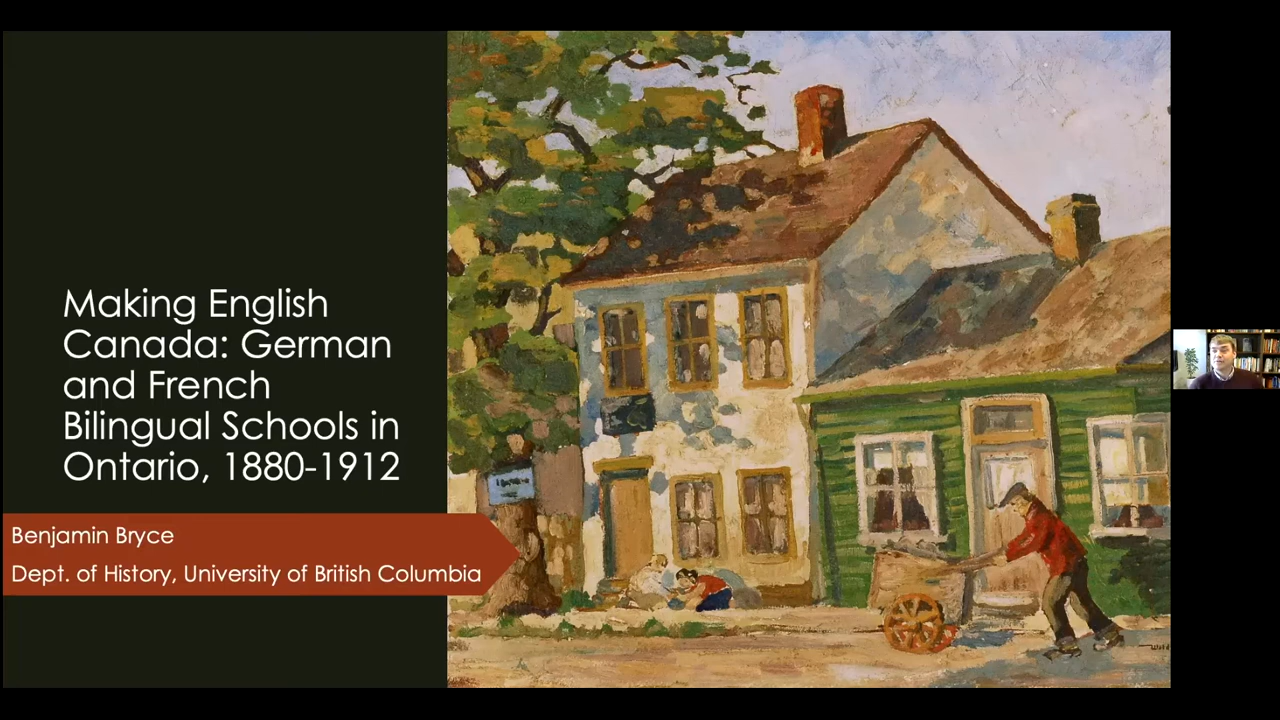 Making English
Canada: German
and French
Bilingual Schools in
Ontario, 1880-1912
Benjamin Bryce
Dept. of History, University of British Columbia